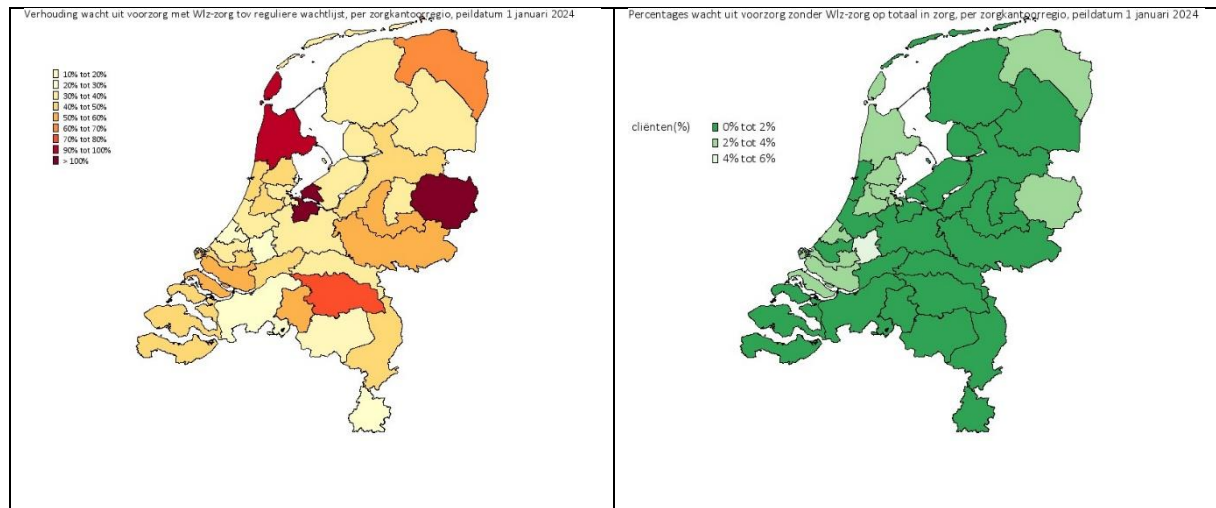 Verhouding wacht uit voorzorg met Wlz-zorg tov reguliere wachtlijst, per zorgkantoorregio, peildatum 1 januari 2024
10% tot 20%
20% tot 30%
30% tot 40%
40% tot 50%
50% tot 60%
60% tot 70%
70% tot 80%
90% tot 100%
> 100%
Percentages wacht uit voorzorg zonder Wlz-zorg op totaal in zorg, per zorgkantoorregio, peildatum 1 januari 2024
cliënten(%)
0% tot 2%
2% tot 4%
4% tot 6%